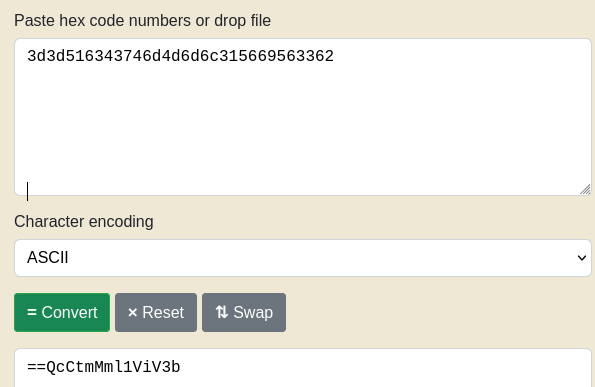 Paste hex code numbers or drop file
3d3d516343746d4d6d6c315669563362
Character encoding
ASCII
= Convert × Reset ⇅ Swap
==QcCtmMml1ViV3b